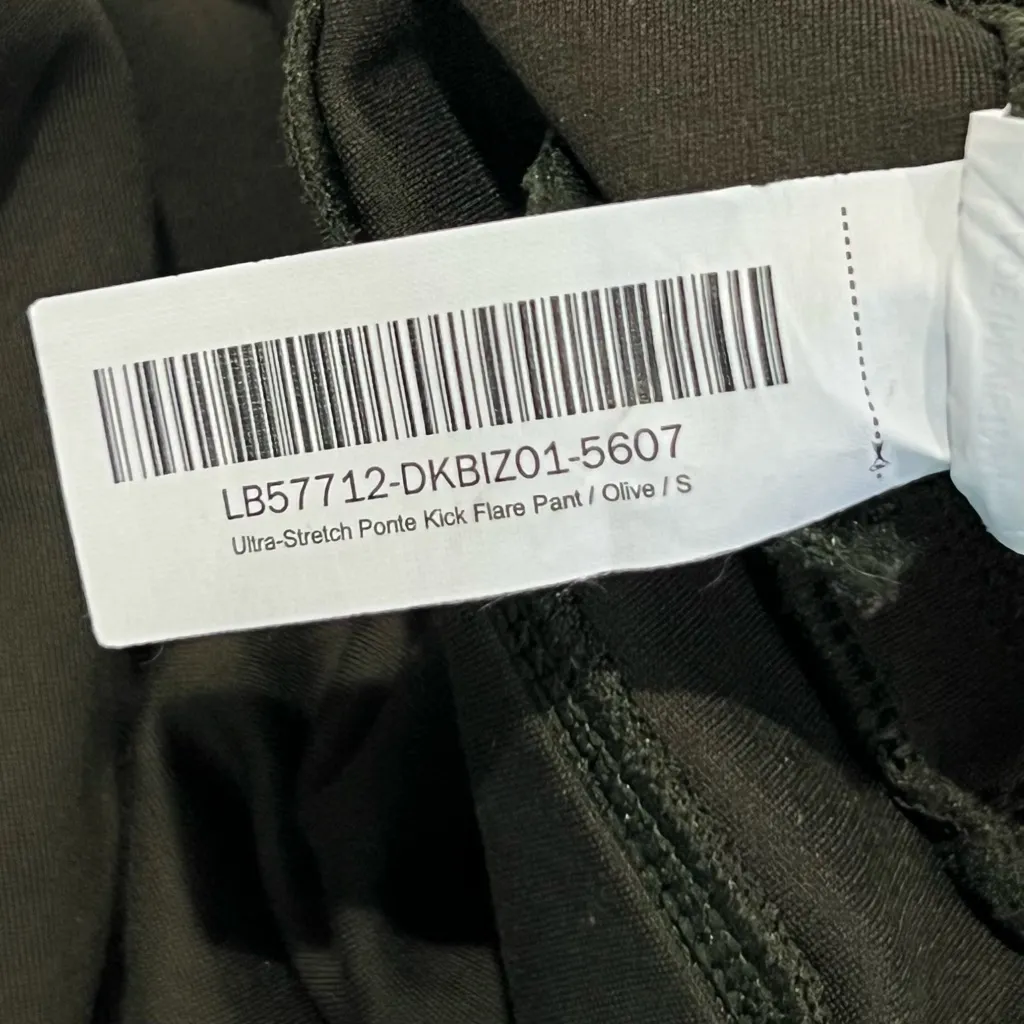 LB57712-DKBIZ01-5607
Ultra-Stretch Ponte Kick Flare Pant / Olive / S